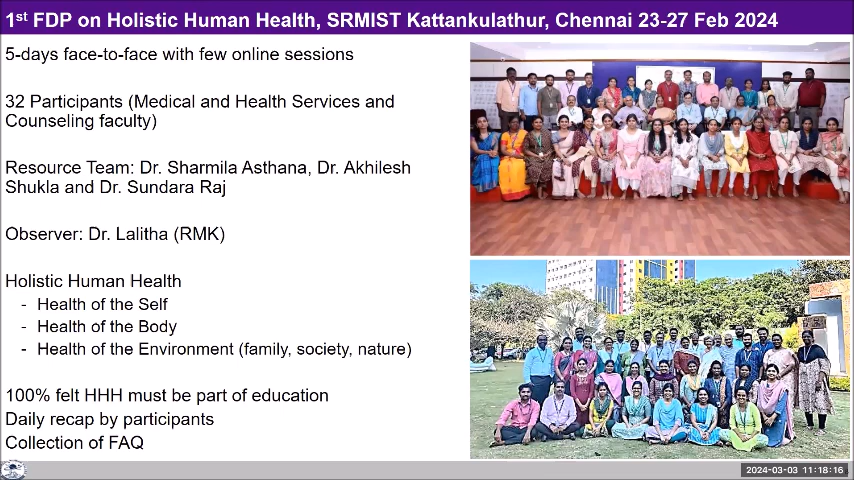 1st FDP on Holistic Human Health, SRMIST Kattankulathur, Chennai 23-27 Feb 2024
5-days face-to-face with few online sessions
32 Participants (Medical and Health Services and
Counseling faculty)
Resource Team: Dr. Sharmila Asthana, Dr. Akhilesh
Shukla and Dr. Sundara Raj
Observer: Dr. Lalitha (RMK)
Holistic Human Health
- Health of the Self
- Health of the Body
- Health of the Environment (family, society, nature)
100% felt HHH must be part of education
Daily recap by participants
Collection of FAQ
2024-03-03 11:18:16